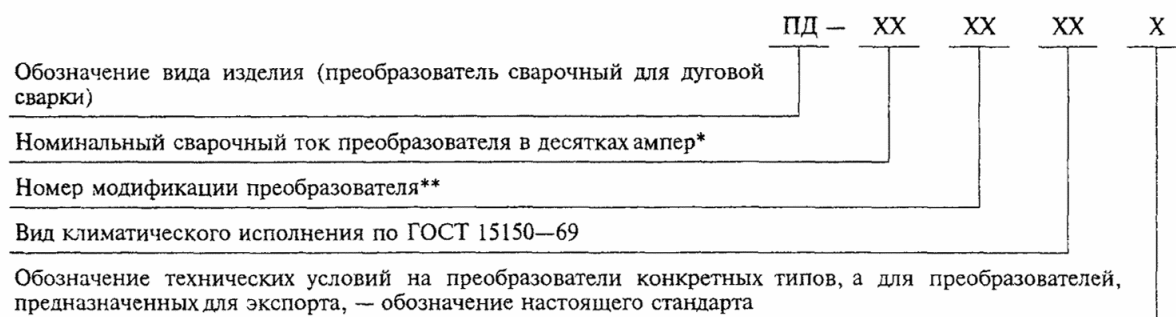 ПД – XX XX XX X
Обозначение вида изделия (преобразователь сварочный для дуговой
сварки)
Номинальный сварочный ток преобразователя в десятках ампер*
Номер модификации преобразователя**
Вид климатического исполнения по ГОСТ 15150—69
Обозначение технических условий на преобразователи конкретных типов, а для преобразователей,
предназначенных для экспорта, — обозначение настоящего стандарта